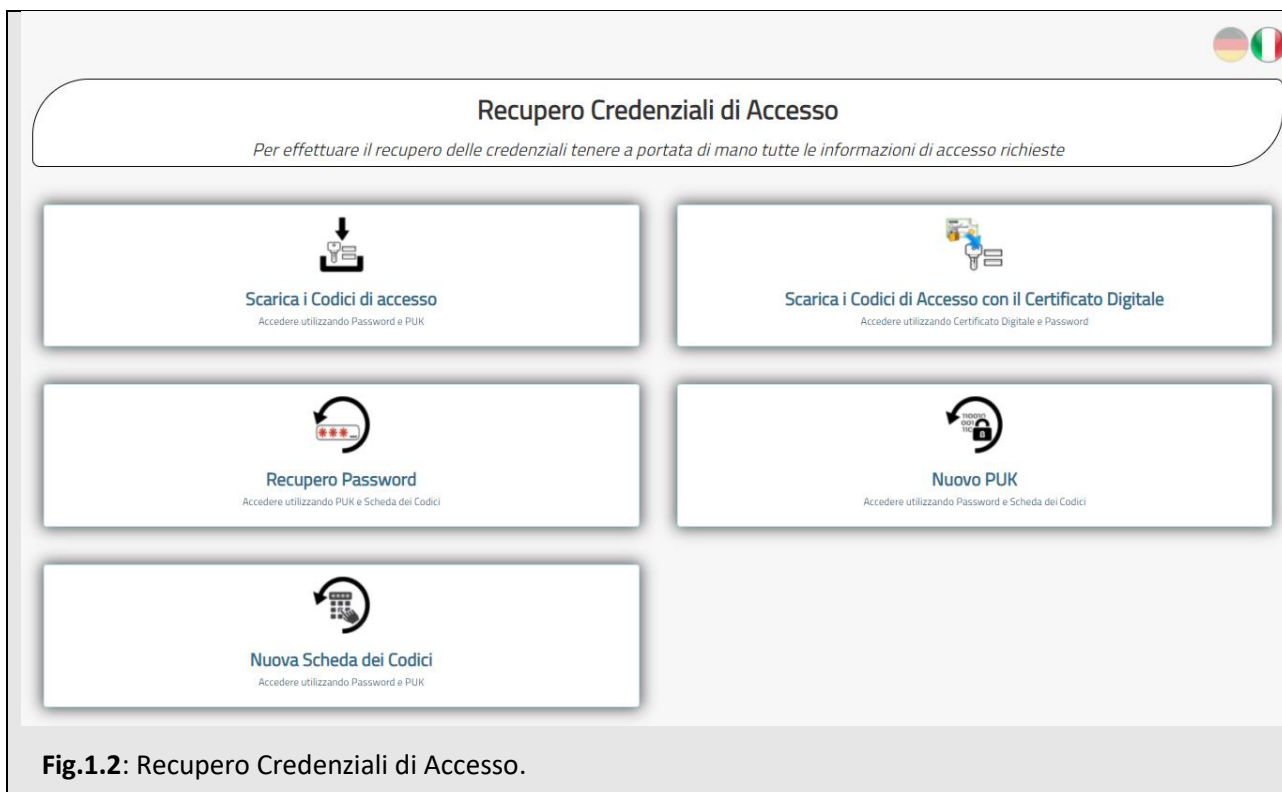 Recupero Credenziali di Accesso
Per effettuare il recupero delle credenziali tenere a portata di mano tutte le informazioni di accesso richieste
Scarica i Codici di accesso
Accedere utilizzando Password e PUK
Scarica i Codici di Accesso con il Certificato Digitale
Accedere utilizzando Certificato Digitale e Password
Recupero Password
Accedere utilizzando PUK e Scheda dei Codici
Nuovo PUK
Accedere utilizzando Password e Scheda dei Codici
Nuova Scheda dei Codici
Accedere utilizzando Password e PUK
Fig.1.2: Recupero Credenziali di Accesso.